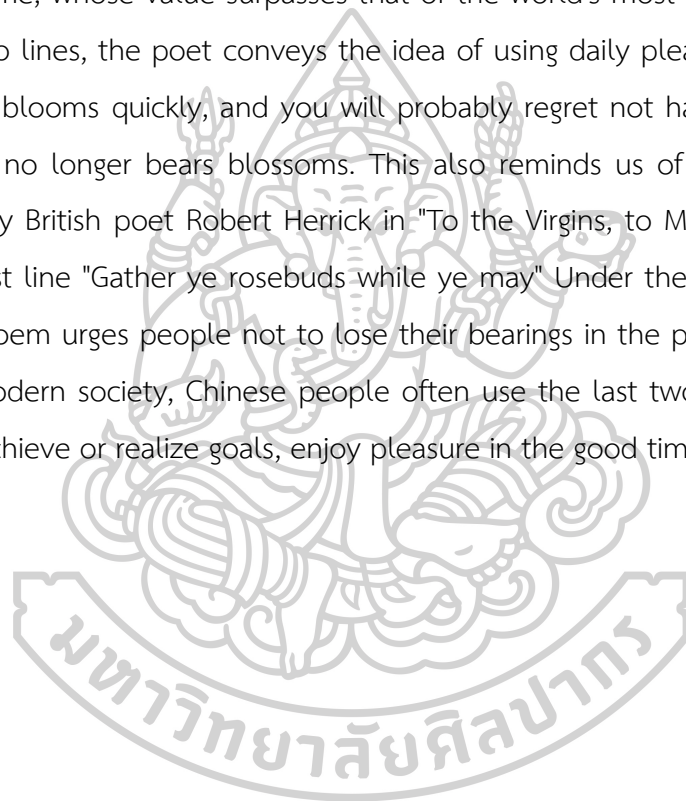 me, whose value surpasses that of the world's most
o lines, the poet conveys the idea of using daily plea
blooms quickly, and you will probably regret not ha
no longer bears blossoms. This also reminds us of
y British poet Robert Herrick in "To the Virgins, to M
st line "Gather ye rosebuds while ye may" Under the
oem urges people not to lose their bearings in the p
odern society, Chinese people often use the last two
hieve or realize goals, enjoy pleasure in the good tim
มหาวิทยาลัยศิลปากร